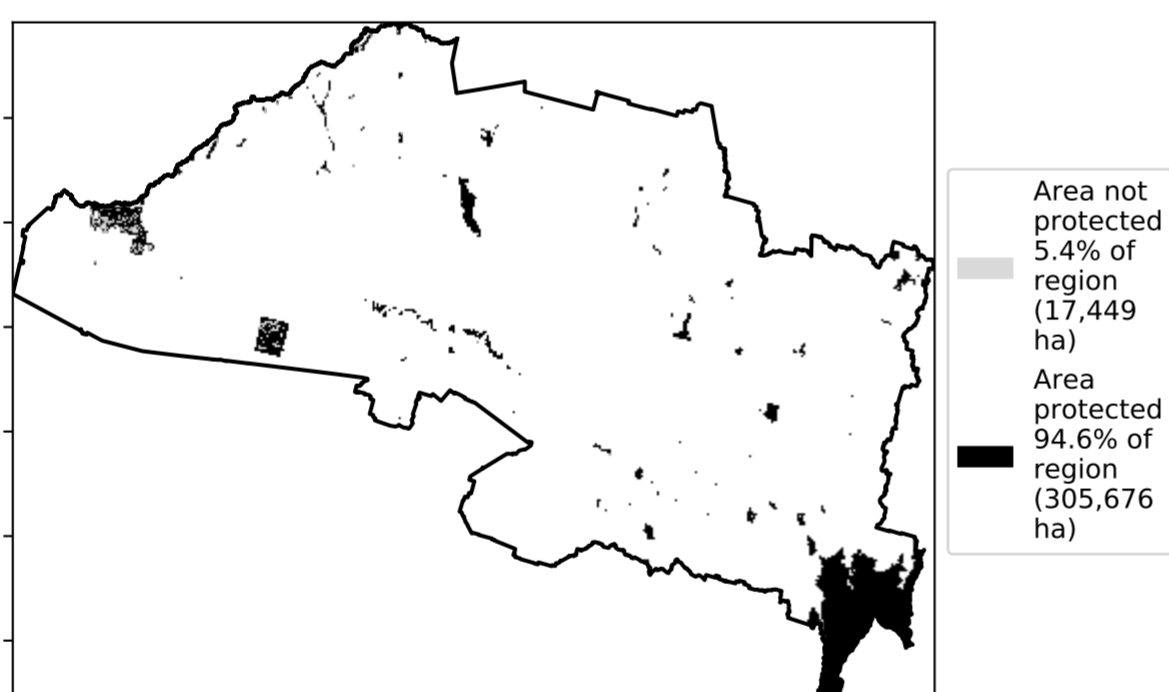 Area not
protected
5.4% of
region
(17,449
ha)
Area
protected
94.6% of
region
(305,676
ha)